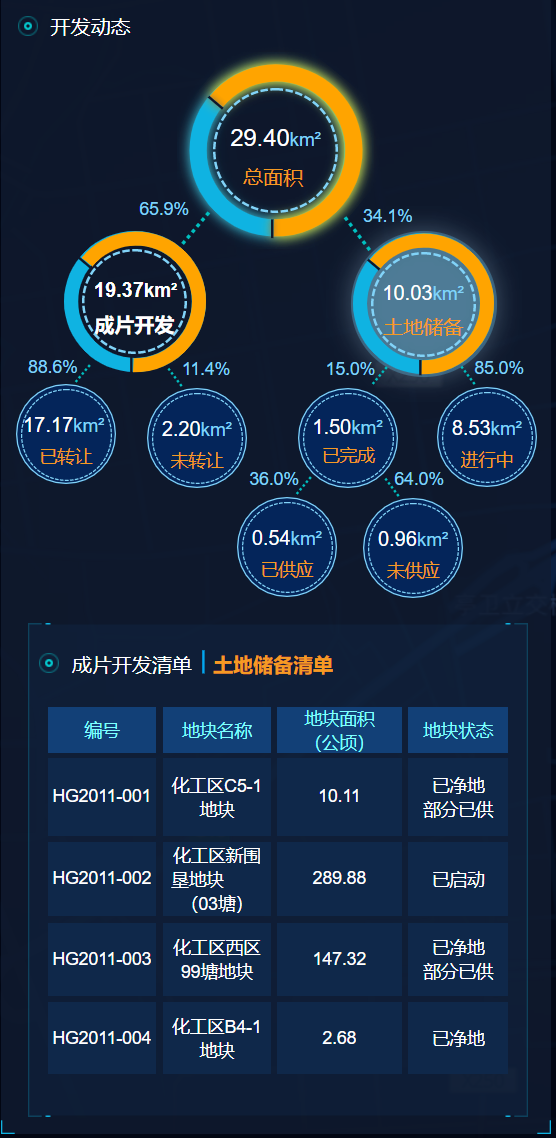 开发动态
29.40km²
总面积
65.9%
34.1%
19.37km²
成片开发
10.03km²
土地储备
88.6%
11.4%
15.0%
85.0%
17.17km²
已转让
2.20km²
未转让
1.50km²
已完成
8.53km²
进行中
36.0%
64.0%
0.54km²
已供应
0.96km²
未供应
成片开发清单 | 土地储备清单
编号 地块名称 地块面积（公顷） 地块状态
HG2011-001
化工区C5-1
地块
10.11
已净地
部分已供
HG2011-002
化工区新围
垦地块
（03塘）
289.88
已启动
HG2011-003
化工区西区
99塘地块
147.32
已净地
部分已供
HG2011-004
化工区B4-1
地块
2.68
已净地